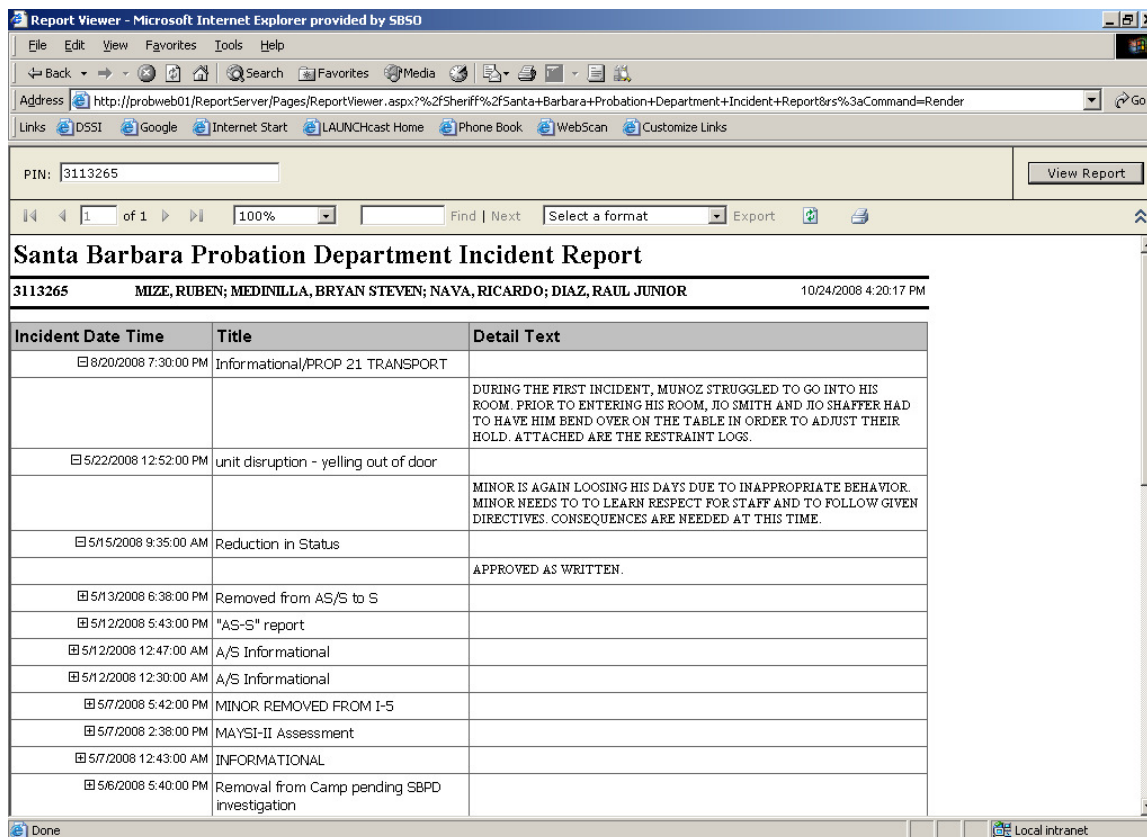 Report Viewer - Microsoft Internet Explorer provided by SBSO
File Edit View Favorites Tools Help
Back Search Favorites Media
Address http://probweb01/ReportServer/Pages/ReportViewer.aspx?%2fSheriff%2fSanta+Barbara+Probation+Department+Incident+Report&rs%3aCommand=Render Go
Links DSSI Google Internet Start LAUNCHcast Home Phone Book WebScan Customize Links
PIN: 3113265 View Report
1 of 1 100% Find | Next Select a format Export
Santa Barbara Probation Department Incident Report
3113265 MIZE, RUBEN; MEDINILLA, BRYAN STEVEN; NAVA, RICARDO; DIAZ, RAUL JUNIOR 10/24/2008 4:20:17 PM
Incident Date Time Title Detail Text
8/20/2008 7:30:00 PM Informational/PROP 21 TRANSPORT
DURING THE FIRST INCIDENT, MUNOZ STRUGGLED TO GO INTO HIS
ROOM. PRIOR TO ENTERING HIS ROOM, JIO SMITH AND JIO SHAFFER HAD
TO HAVE HIM BEND OVER ON THE TABLE IN ORDER TO ADJUST THEIR
HOLD. ATTACHED ARE THE RESTRAINT LOGS.
5/22/2008 12:52:00 PM unit disruption - yelling out of door
MINOR IS AGAIN LOOSING HIS DAYS DUE TO INAPPROPRIATE BEHAVIOR.
MINOR NEEDS TO TO LEARN RESPECT FOR STAFF AND TO FOLLOW GIVEN
DIRECTIVES. CONSEQUENCES ARE NEEDED AT THIS TIME.
5/15/2008 9:35:00 AM Reduction in Status
APPROVED AS WRITTEN.
5/13/2008 6:38:00 PM Removed from AS/S to S
5/12/2008 5:43:00 PM "AS-S" report
5/12/2008 12:47:00 AM A/S Informational
5/12/2008 12:30:00 AM A/S Informational
5/7/2008 5:42:00 PM MINOR REMOVED FROM I-5
5/7/2008 2:38:00 PM MAYSI-II Assessment
5/7/2008 12:43:00 AM INFORMATIONAL
5/6/2008 5:40:00 PM Removal from Camp pending SBPD
investigation
Done Local intranet